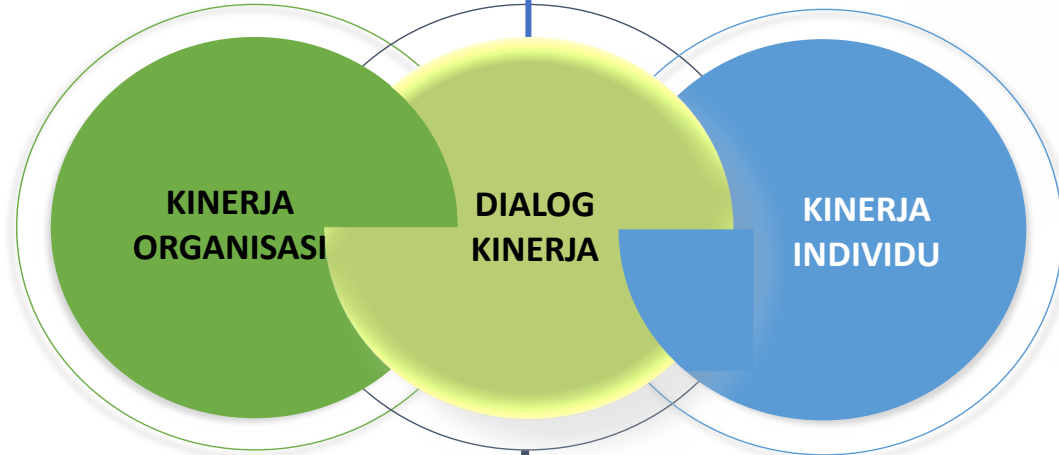 KINERJA
ORGANISASI
DIALOG
KINERJA
KINERJA
INDIVIDU